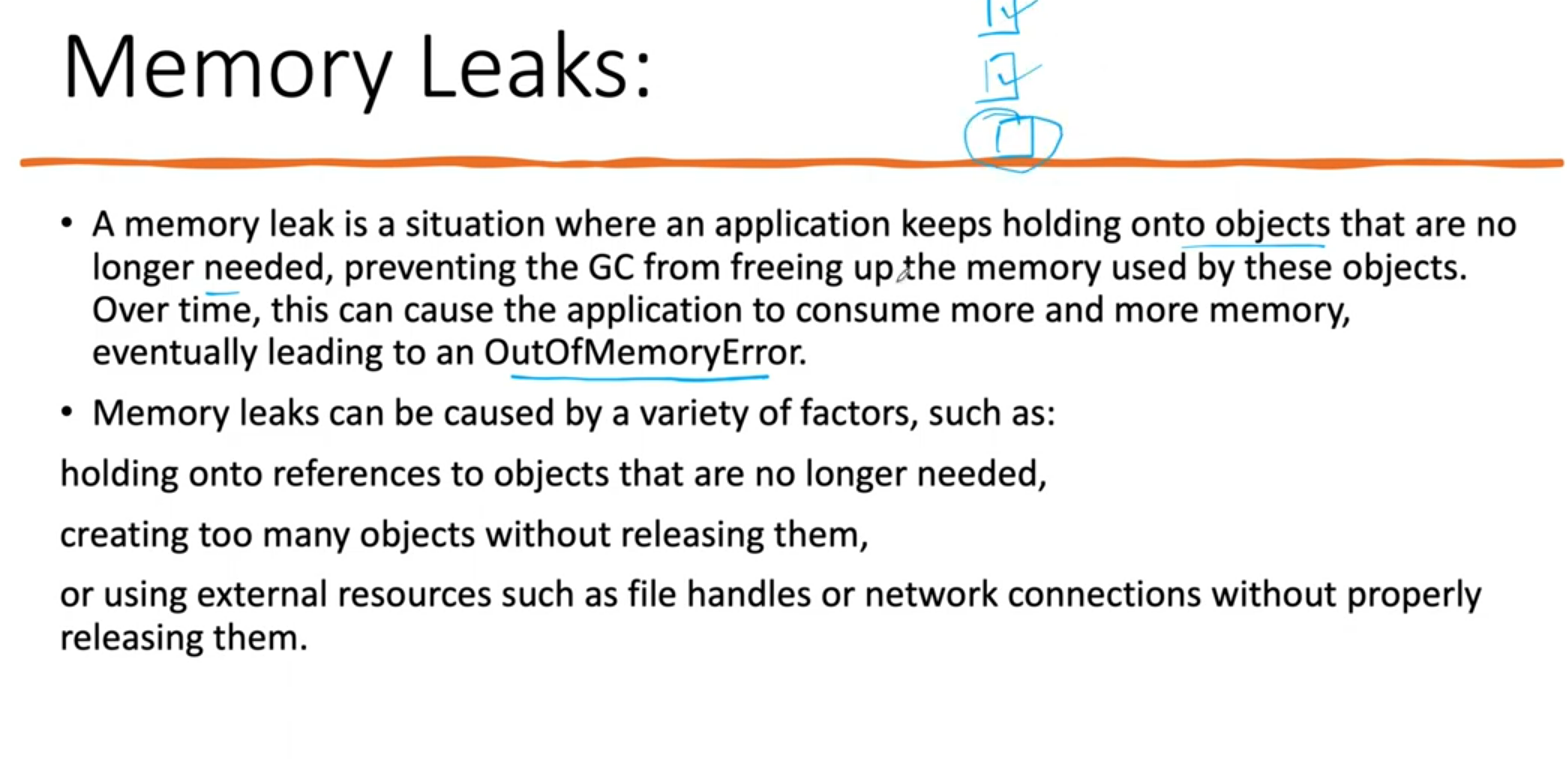 Memory Leaks:
• A memory leak is a situation where an application keeps holding onto objects that are no
longer needed, preventing the GC from freeing up the memory used by these objects.
Over time, this can cause the application to consume more and more memory,
eventually leading to an OutOfMemoryError.
• Memory leaks can be caused by a variety of factors, such as:
holding onto references to objects that are no longer needed,
creating too many objects without releasing them,
or using external resources such as file handles or network connections without properly
releasing them.